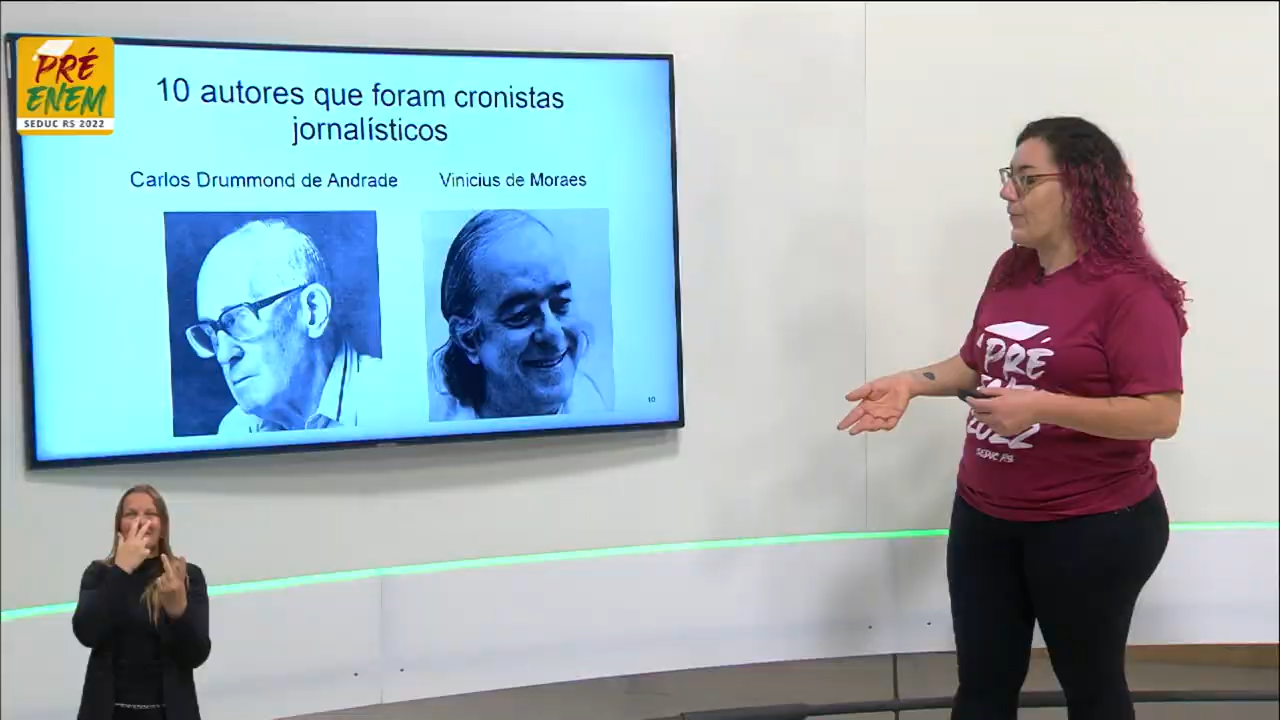 PRÉ
ENEM
SEDUC RS 2022
10 autores que foram cronistas
jornalísticos
Carlos Drummond de Andrade
Vinicius de Moraes
10
PRÉ
2022
SEDUC RS